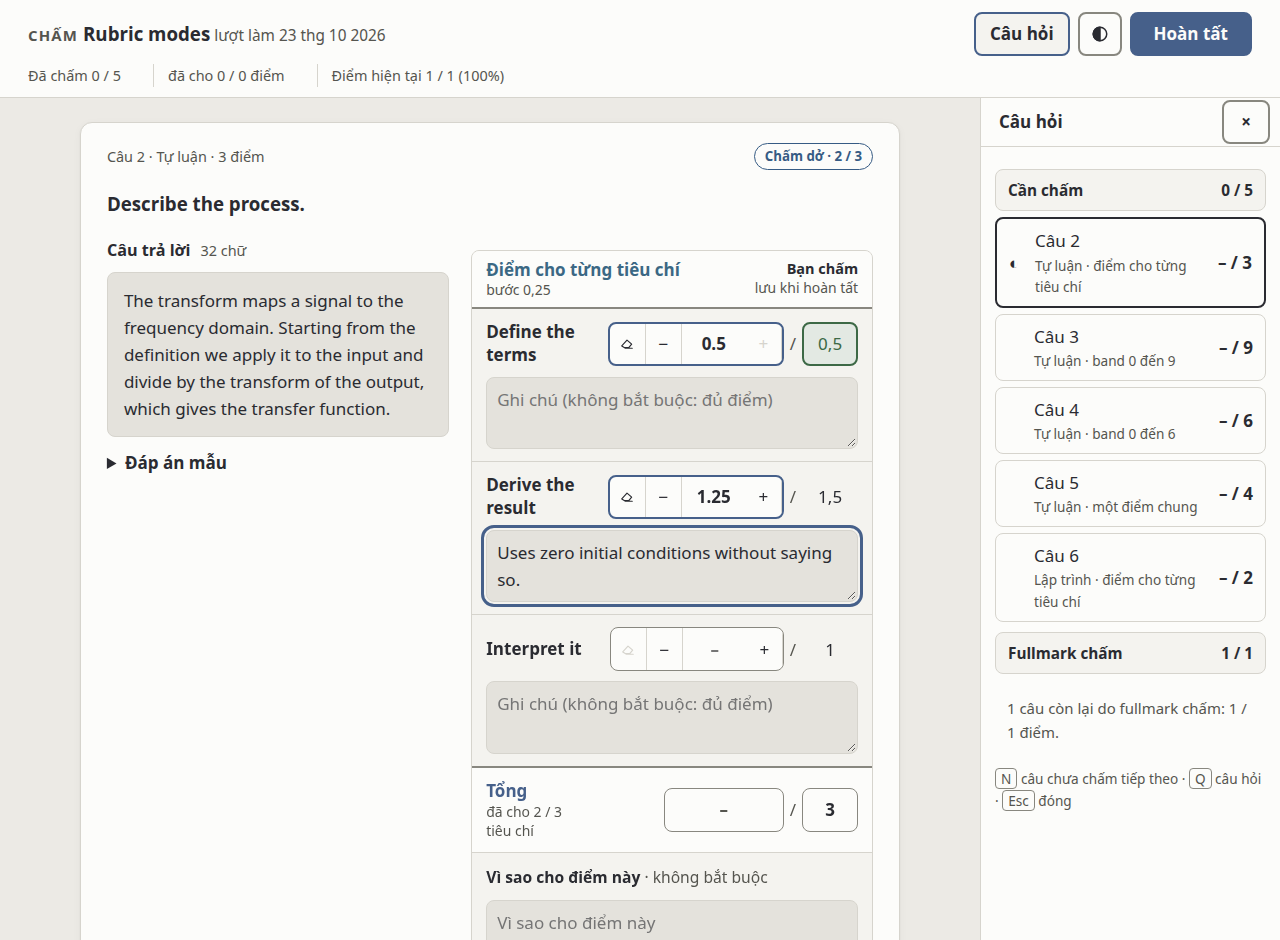 CHẤM Rubric modes lượt làm 23 thg 10 2026
Câu hỏi
Hoàn tất
Đã chấm 0 / 5
đã cho 0 / 0 điểm
Điểm hiện tại 1 / 1 (100%)
Câu 2 · Tự luận · 3 điểm
Chấm dở · 2 / 3
Describe the process.
Câu trả lời 32 chữ
The transform maps a signal to the
frequency domain. Starting from the
definition we apply it to the input and
divide by the transform of the output,
which gives the transfer function.
▶ Đáp án mẫu
Điểm cho từng tiêu chí
bước 0,25
Bạn chấm
lưu khi hoàn tất
Define the
terms
− 0.5 + / 0,5
Ghi chú (không bắt buộc: đủ điểm)
Derive the
result
− 1.25 + / 1,5
Uses zero initial conditions without saying
so.
Interpret it
− – + / 1
Ghi chú (không bắt buộc: đủ điểm)
Tổng
đã cho 2 / 3
tiêu chí
– / 3
Vì sao cho điểm này · không bắt buộc
Vì sao cho điểm này
Câu hỏi
×
Cần chấm 0 / 5
Câu 2
Tự luận · điểm cho từng
tiêu chí
– / 3
Câu 3
Tự luận · band 0 đến 9
– / 9
Câu 4
Tự luận · band 0 đến 6
– / 6
Câu 5
Tự luận · một điểm chung
– / 4
Câu 6
Lập trình · điểm cho từng
tiêu chí
– / 2
Fullmark chấm 1 / 1
1 câu còn lại do fullmark chấm: 1 /
1 điểm.
N câu chưa chấm tiếp theo · Q câu hỏi
· Esc đóng